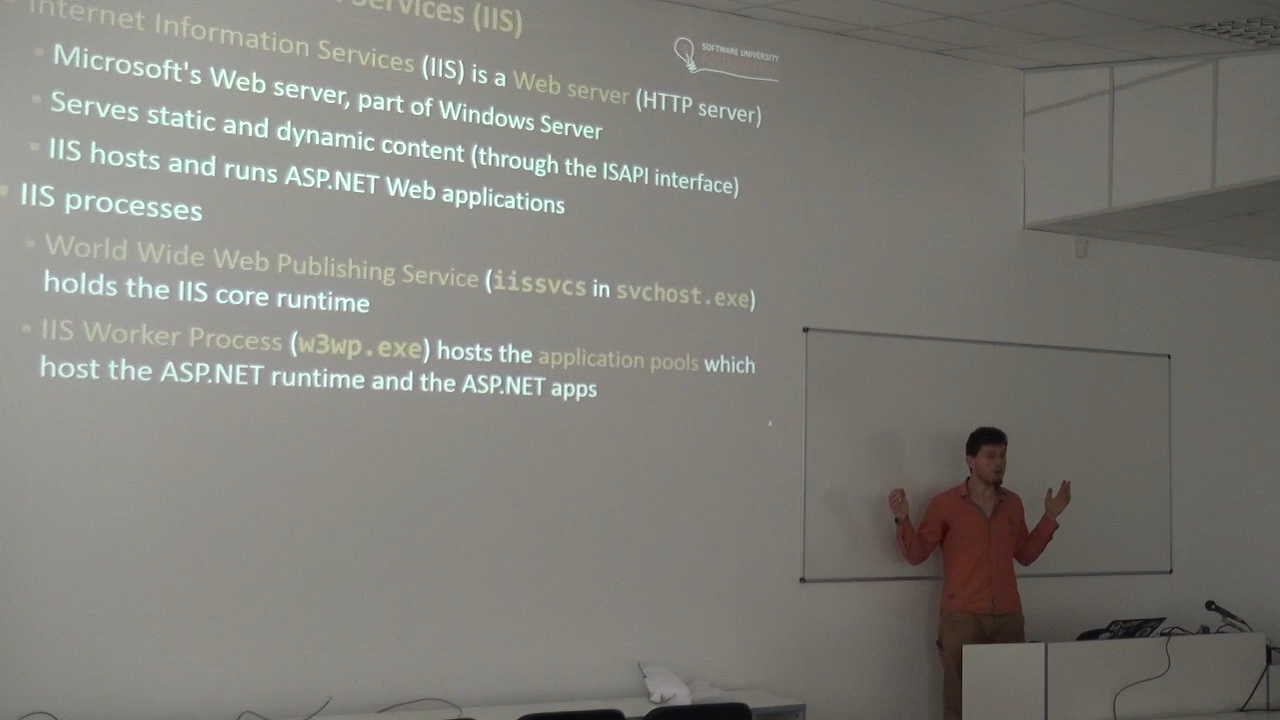 Services (IIS)
SOFTWARE UNIVERSITY
Internet Information Services (IIS) is a Web server (HTTP server)
Microsoft's Web server, part of Windows Server
Serves static and dynamic content (through the ISAPI interface)
IIS hosts and runs ASP.NET Web applications
IIS processes
World Wide Web Publishing Service (iissvcs in svchost.exe)
holds the IIS core runtime
IIS Worker Process (w3wp.exe) hosts the application pools which
host the ASP.NET runtime and the ASP.NET apps